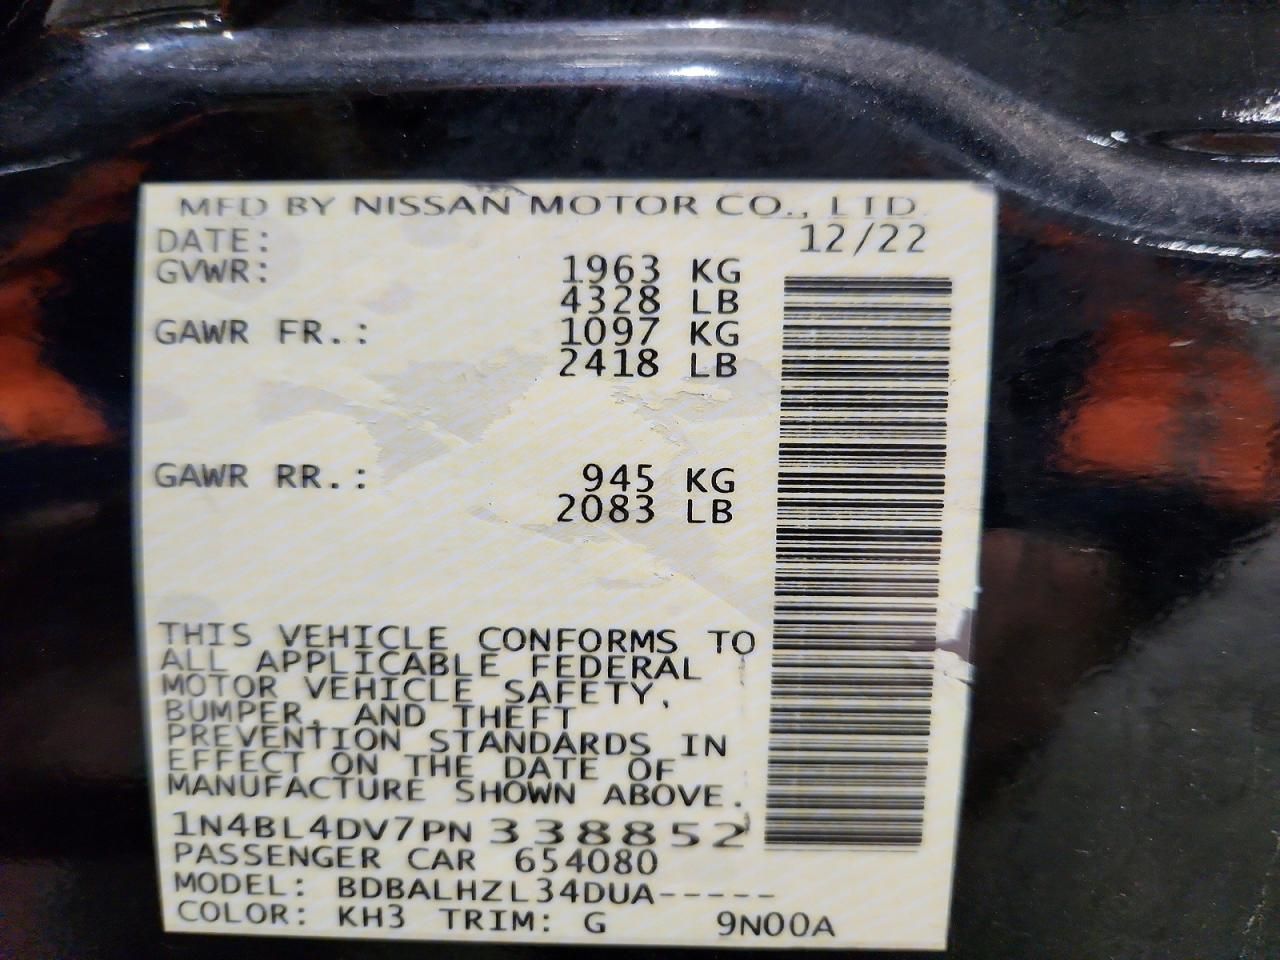 MFD BY NISSAN MOTOR CO., LTD.
DATE: 12/22
GVWR: 1963 KG
4328 LB
GAWR FR.: 1097 KG
2418 LB
GAWR RR.: 945 KG
2083 LB
THIS VEHICLE CONFORMS TO
ALL APPLICABLE FEDERAL
MOTOR VEHICLE SAFETY,
BUMPER, AND THEFT
PREVENTION STANDARDS IN
EFFECT ON THE DATE OF
MANUFACTURE SHOWN ABOVE.
1N4BL4DV7PN338852
PASSENGER CAR 654080
MODEL: BDBALHZL34DUA-----
COLOR: KH3 TRIM: G 9N00A